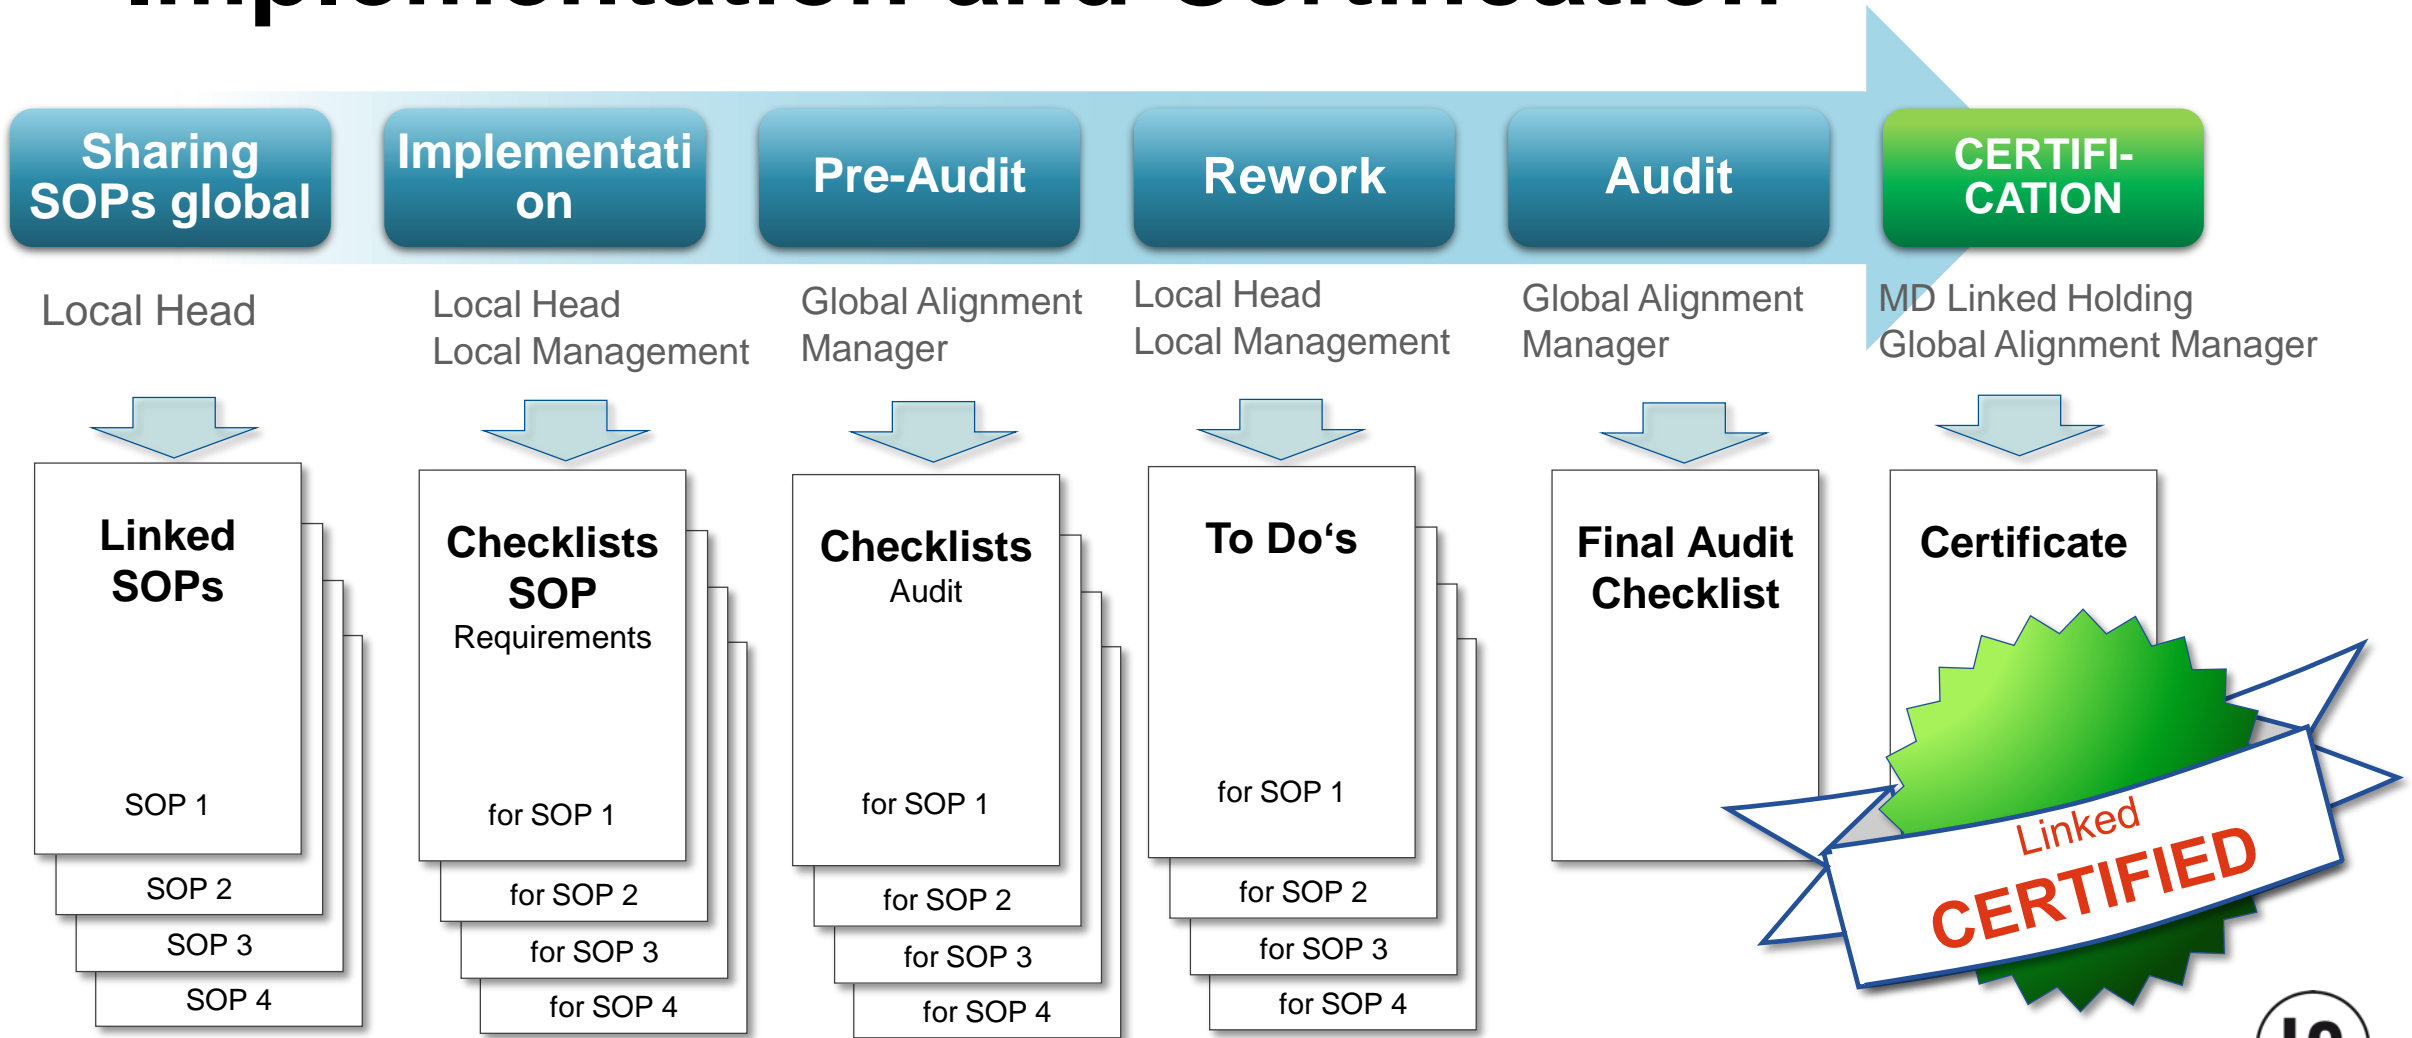 Implementation and Certification
Sharing
SOPs global
Implementati
on
Pre-Audit
Rework
Audit
CERTIFI-
CATION
Local Head
Local Head
Local Management
Global Alignment
Manager
Local Head
Local Management
Global Alignment
Manager
MD Linked Holding
Global Alignment Manager
Linked
SOPs
SOP 1
SOP 2
SOP 3
SOP 4
Checklists
SOP
Requirements
for SOP 1
for SOP 2
for SOP 3
for SOP 4
Checklists
Audit
for SOP 1
for SOP 2
for SOP 3
for SOP 4
To Do‘s
for SOP 1
for SOP 2
for SOP 3
for SOP 4
Final Audit
Checklist
Certificate
Linked
CERTIFIED